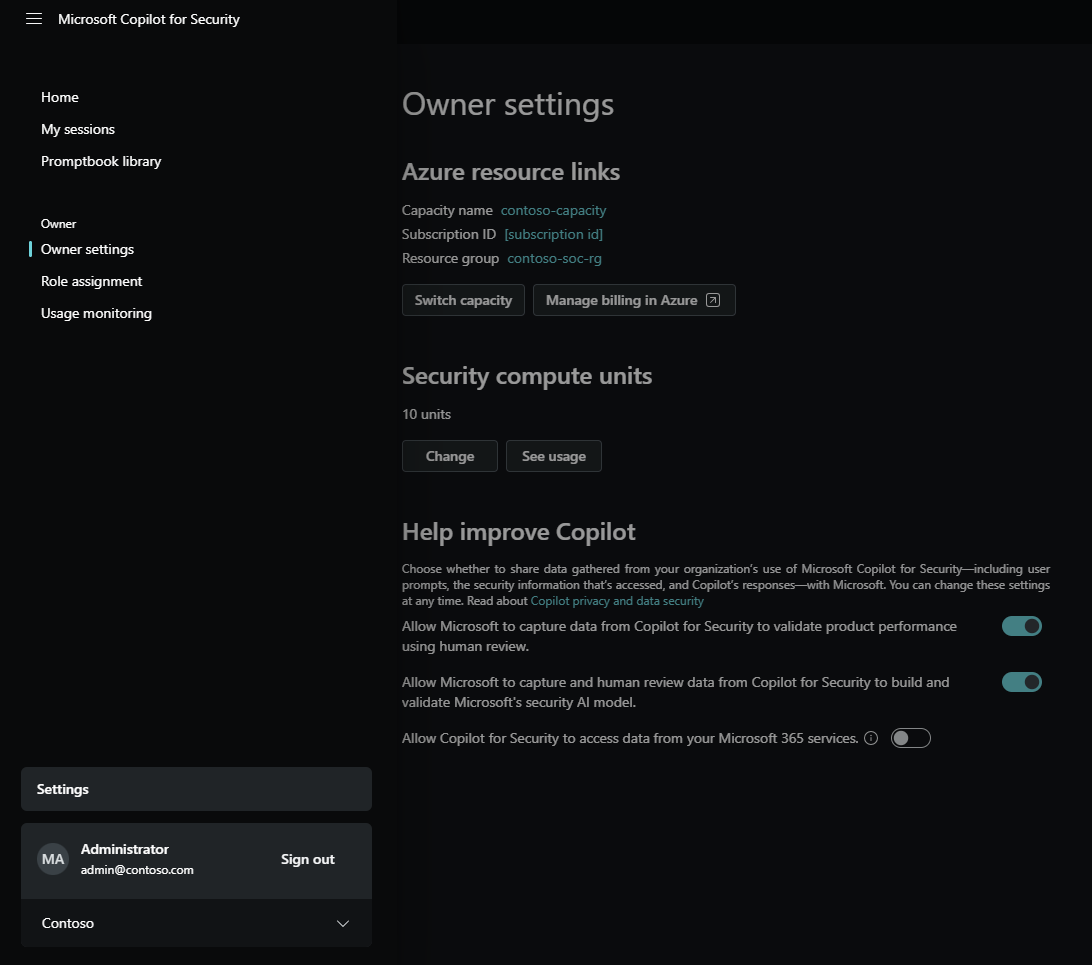 Microsoft Copilot for Security
Home
My sessions
Promptbook library
Owner
Owner settings
Role assignment
Usage monitoring
Settings
MA
Administrator
admin@contoso.com
Sign out
Contoso
Owner settings
Azure resource links
Capacity name contoso-capacity
Subscription ID [subscription id]
Resource group contoso-soc-rg
Switch capacity
Manage billing in Azure
Security compute units
10 units
Change
See usage
Help improve Copilot
Choose whether to share data gathered from your organization's use of Microsoft Copilot for Security—including user
prompts, the security information that's accessed, and Copilot's responses—with Microsoft. You can change these settings
at any time. Read about Copilot privacy and data security
Allow Microsoft to capture data from Copilot for Security to validate product performance
using human review.
Allow Microsoft to capture and human review data from Copilot for Security to build and
validate Microsoft's security AI model.
Allow Copilot for Security to access data from your Microsoft 365 services.